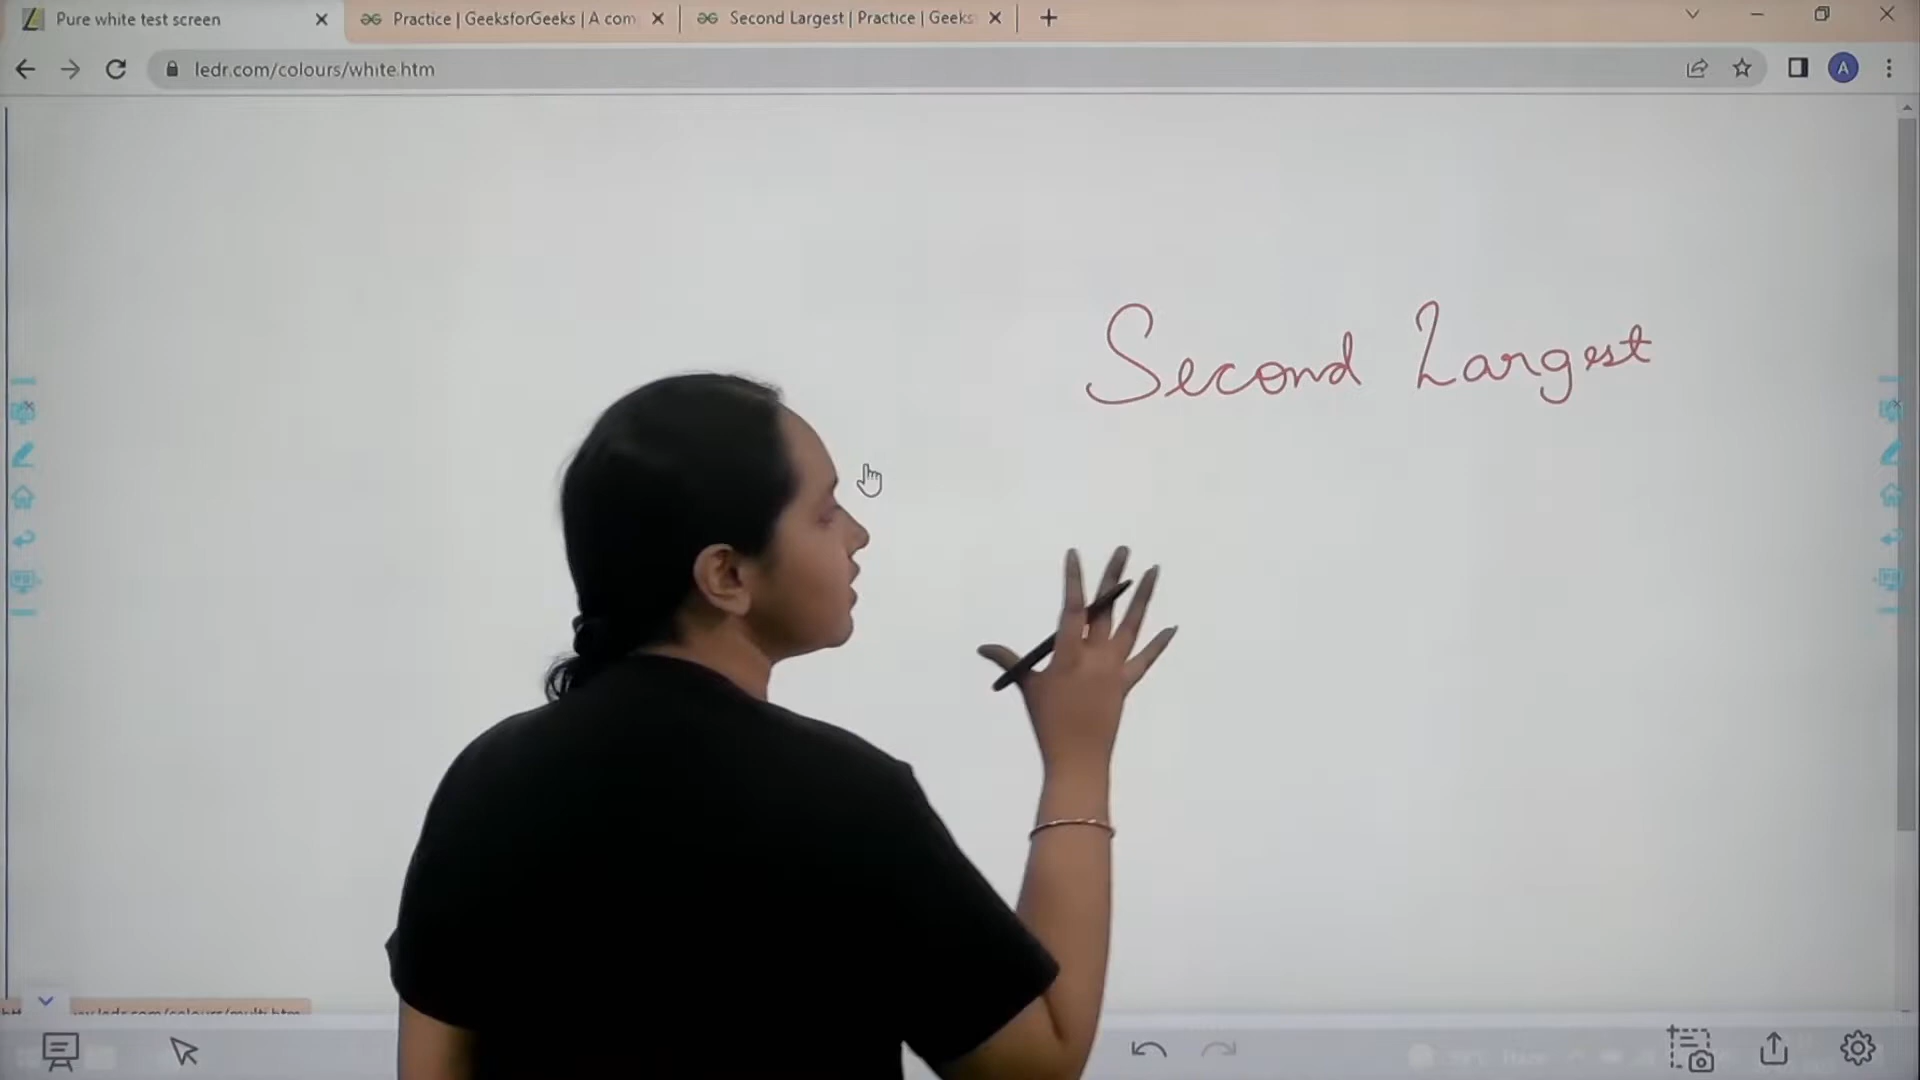 Pure white test screen
Practice | GeeksforGeeks | A com
Second Largest | Practice | Geeks
ledr.com/colours/white.htm
A
Second Largest